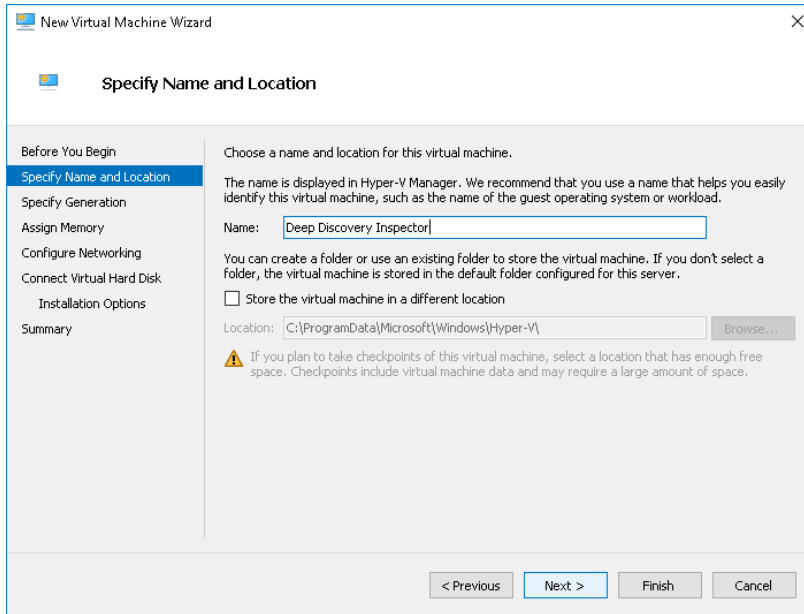 New Virtual Machine Wizard
Specify Name and Location
Before You Begin
Specify Name and Location
Specify Generation
Assign Memory
Configure Networking
Connect Virtual Hard Disk
Installation Options
Summary
Choose a name and location for this virtual machine.
The name is displayed in Hyper-V Manager. We recommend that you use a name that helps you easily
identify this virtual machine, such as the name of the guest operating system or workload.
Name: Deep Discovery Inspector
You can create a folder or use an existing folder to store the virtual machine. If you don't select a
folder, the virtual machine is stored in the default folder configured for this server.
Store the virtual machine in a different location
Location: C:\ProgramData\Microsoft\Windows\Hyper-V\ Browse...
If you plan to take checkpoints of this virtual machine, select a location that has enough free
space. Checkpoints include virtual machine data and may require a large amount of space.
< Previous Next > Finish Cancel